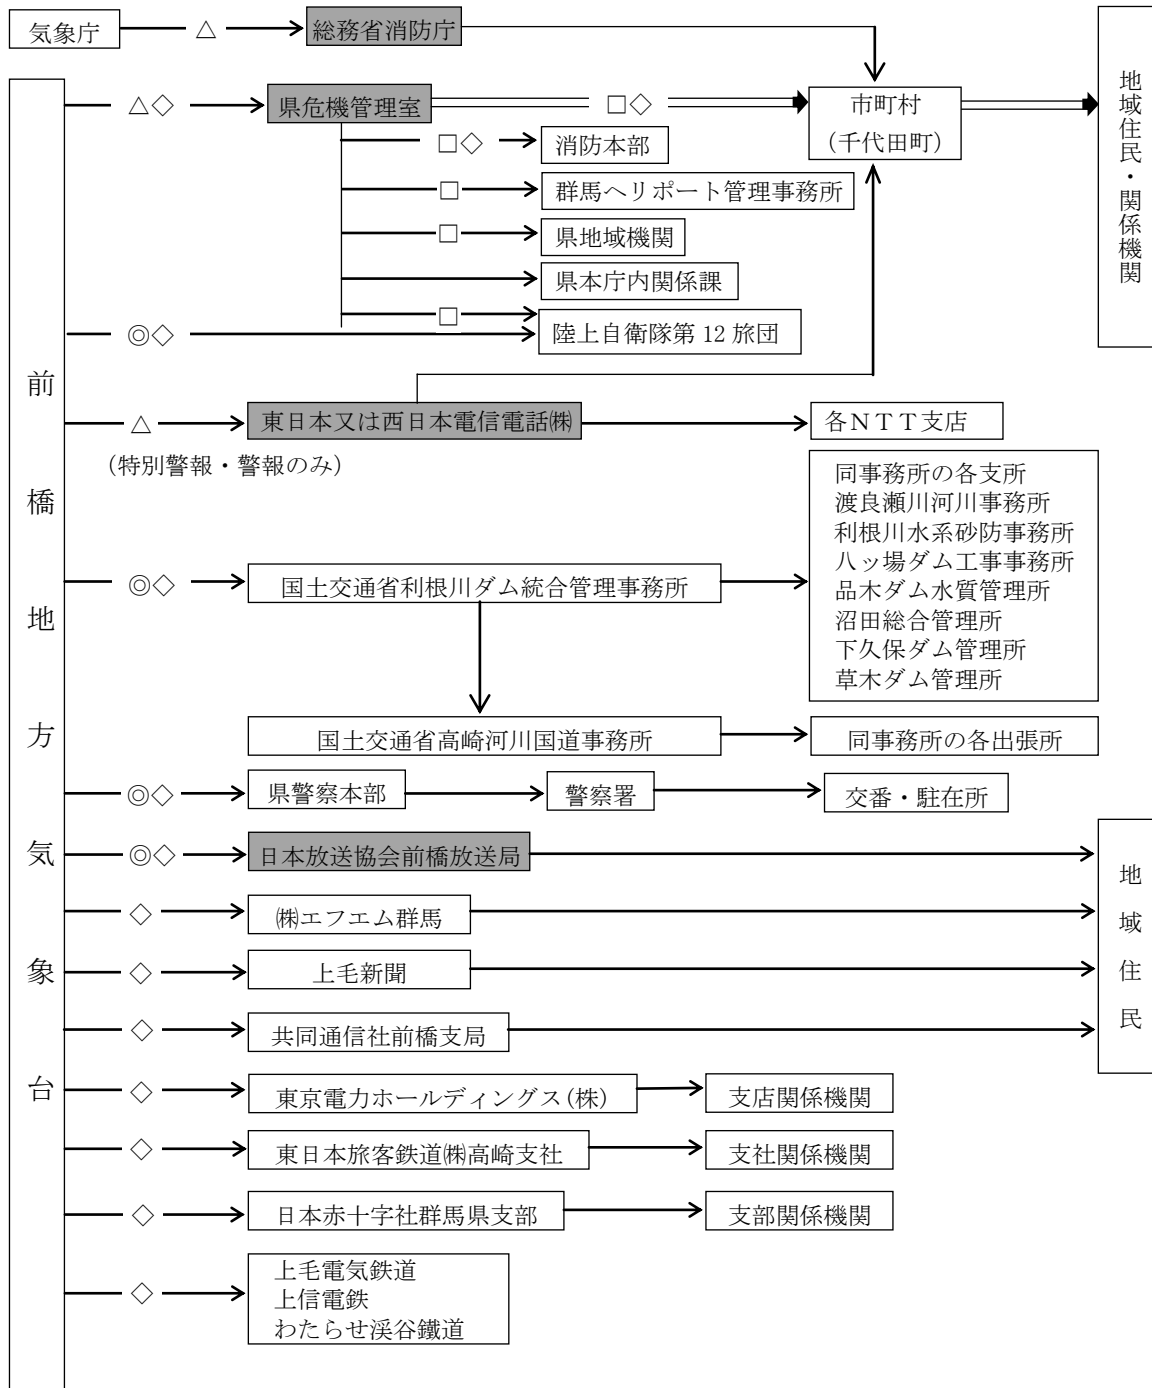 気象庁
△
総務省消防庁
前橋地方気象台
△◇
県危機管理室
□◇
市町村
(千代田町)
地域住民・関係機関
□◇
消防本部
□
群馬ヘリポート管理事務所
□
県地域機関
県本庁内関係課
□
◎◇
陸上自衛隊第12旅団
△
東日本又は西日本電信電話㈱
各NTT支店
(特別警報・警報のみ)
同事務所の各支所
渡良瀬川河川事務所
利根川水系砂防事務所
八ッ場ダム工事事務所
品木ダム水質管理所
沼田総合管理所
下久保ダム管理所
草木ダム管理所
◎◇
国土交通省利根川ダム統合管理事務所
国土交通省高崎河川国道事務所
同事務所の各出張所
◎◇
県警察本部
警察署
交番・駐在所
◎◇
日本放送協会前橋放送局
地域住民
◇
㈱エフエム群馬
◇
上毛新聞
◇
共同通信社前橋支局
◇
東京電力ホールディングス(株)
支店関係機関
◇
東日本旅客鉄道㈱高崎支社
支社関係機関
◇
日本赤十字社群馬県支部
支部関係機関
◇
上毛電気鉄道
上信電鉄
わたらせ渓谷鐵道